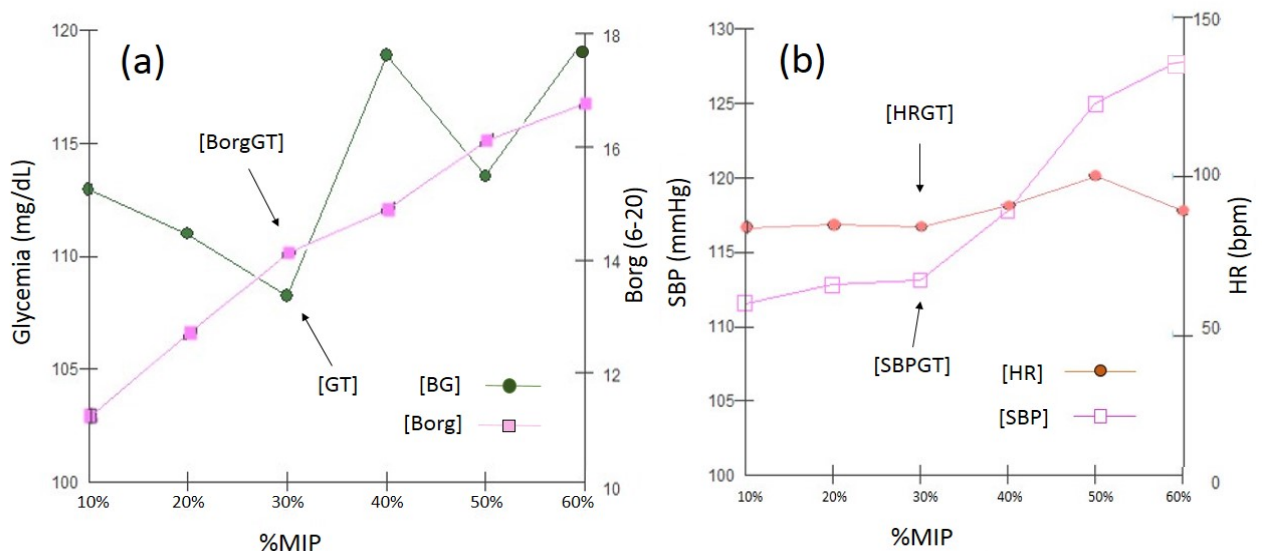 (a)
Glycemia (mg/dL)
120
115
110
105
100
[BorgGT]
[GT]
[BG]
[Borg]
18
16
14
12
10
Borg (6-20)
10%
20%
30%
40%
50%
60%
%MIP
(b)
SBP (mmHg)
130
125
120
115
110
105
100
[HRGT]
[SBPGT]
[HR]
[SBP]
150
100
50
0
HR (bpm)
10%
20%
30%
40%
50%
60%
%MIP